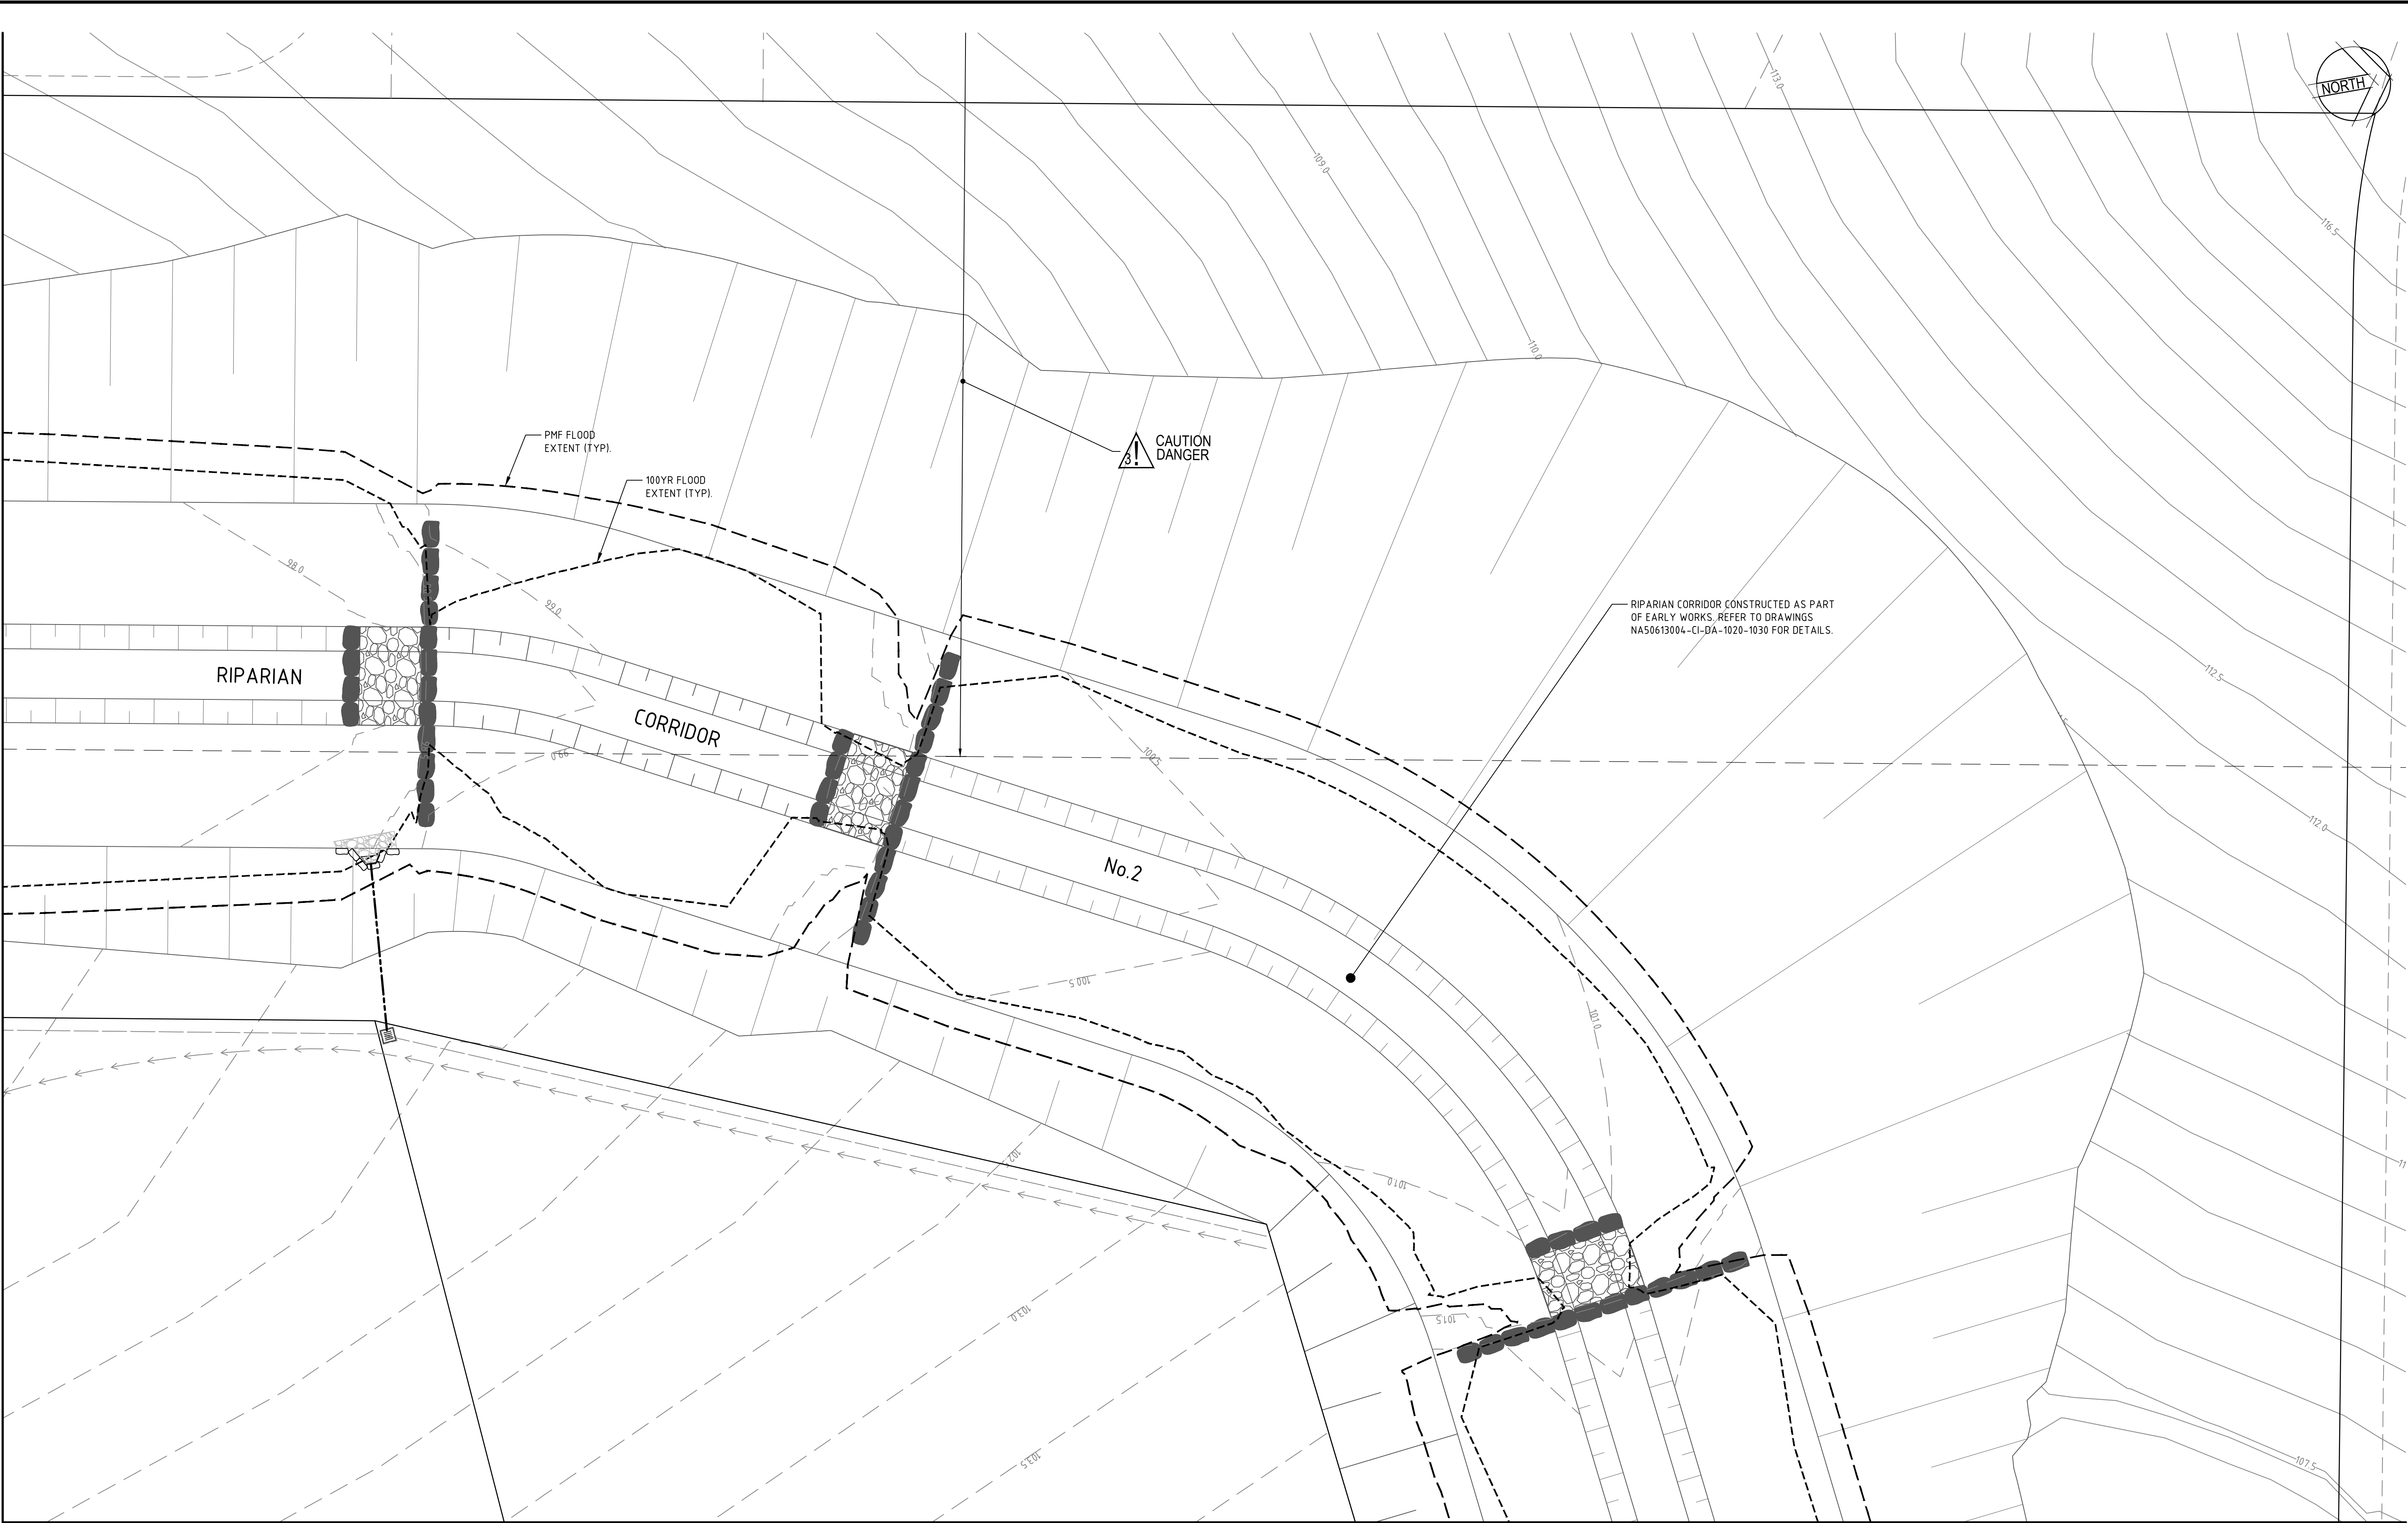 NORTH
113.0
109.0
116.5
110.0
PMF FLOOD
EXTENT (TYP).
CAUTION
DANGER
3!
100YR FLOOD
EXTENT (TYP).
98.0
99.0
RIPARIAN CORRIDOR CONSTRUCTED AS PART
OF EARLY WORKS. REFER TO DRAWINGS
NA50613004-CI-DA-1020-1030 FOR DETAILS.
RIPARIAN
CORRIDOR
No.2
112.5
99.0
100.5
112.0
100.5
101.0
102.5
101.0
103.0
101.5
103.5
107.5